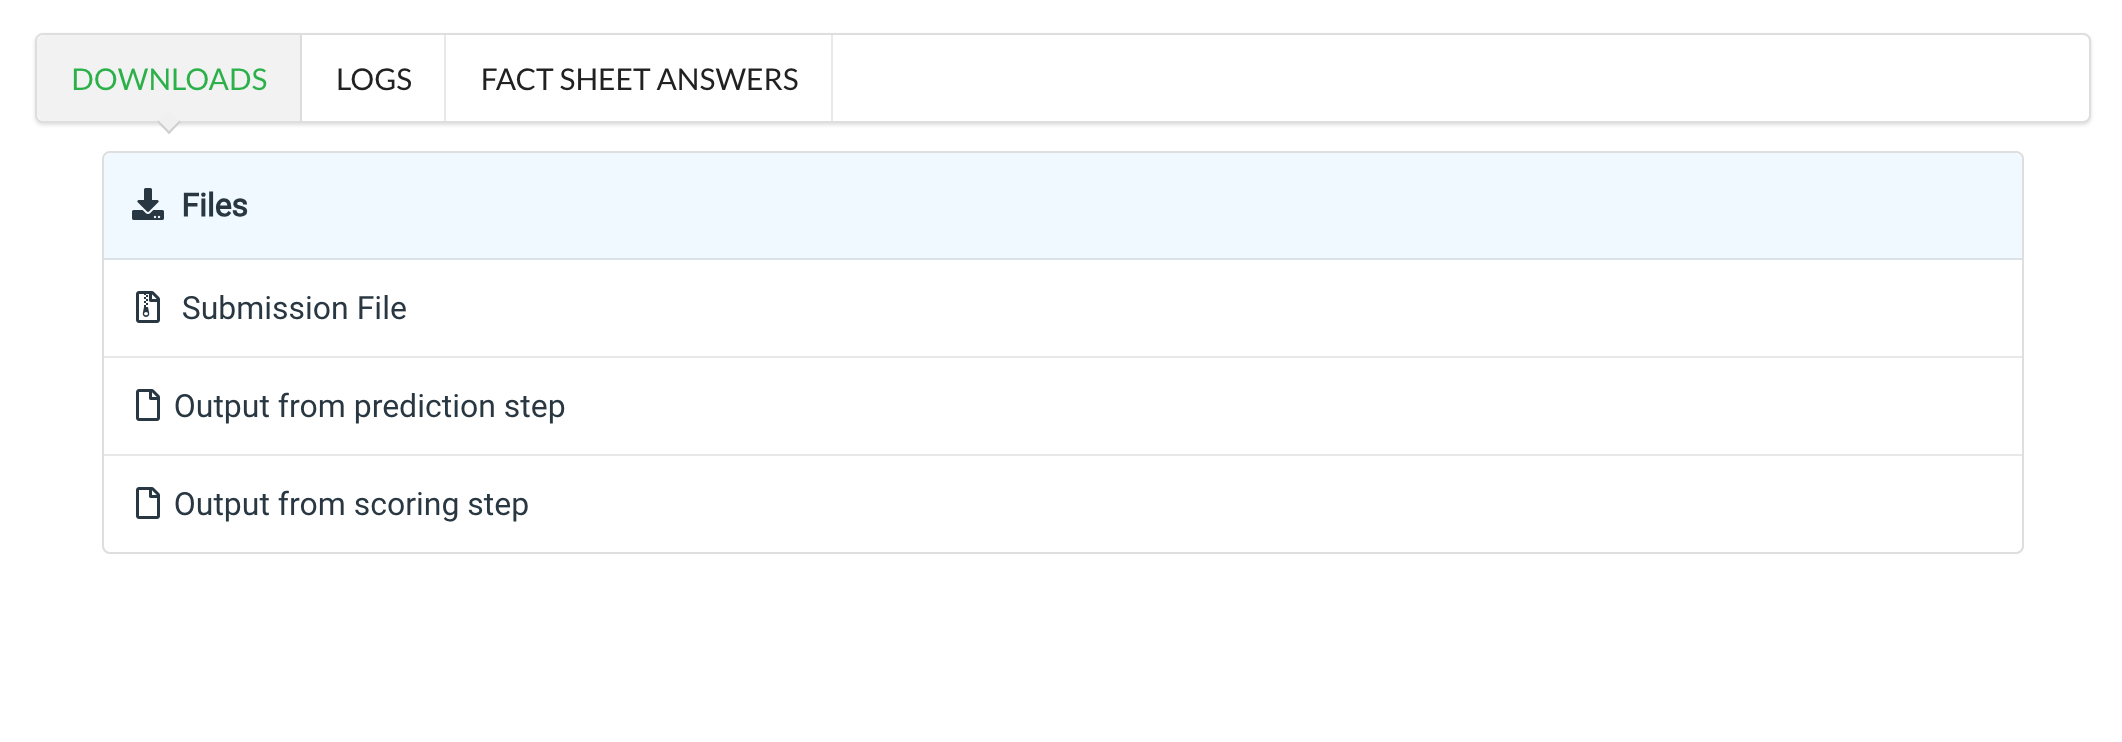 DOWNLOADS LOGS FACT SHEET ANSWERS
Files
Submission File
Output from prediction step
Output from scoring step